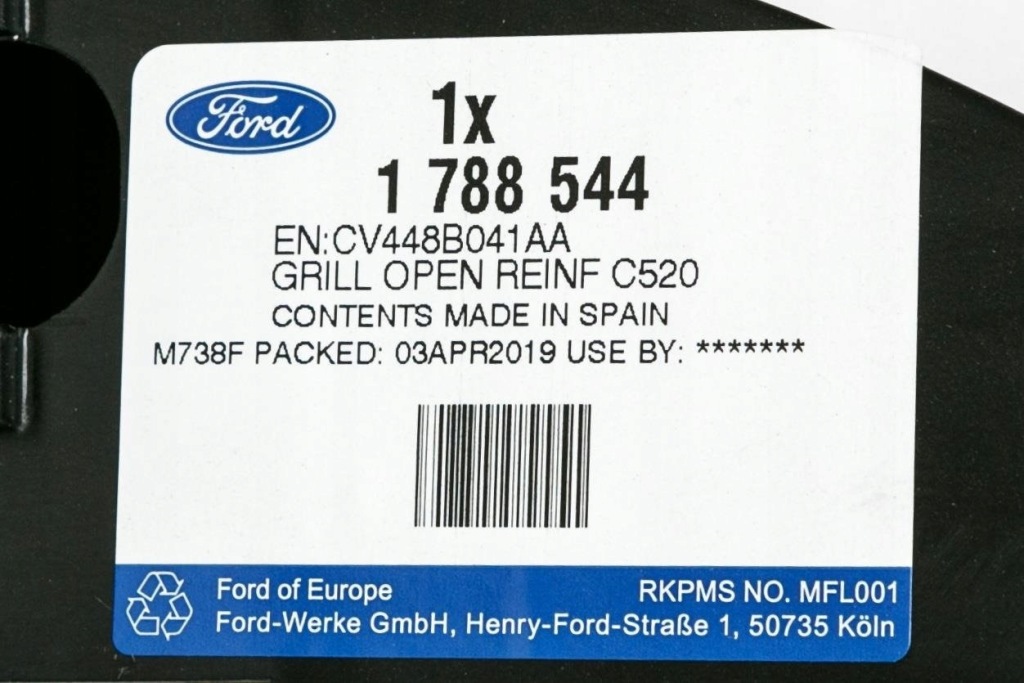 Ford
1x
1 788 544
EN:CV448B041AA
GRILL OPEN REINF C520
CONTENTS MADE IN SPAIN
M738F PACKED: 03APR2019 USE BY: *******
Ford of Europe RKPMS NO. MFL001
Ford-Werke GmbH, Henry-Ford-Straße 1, 50735 Köln